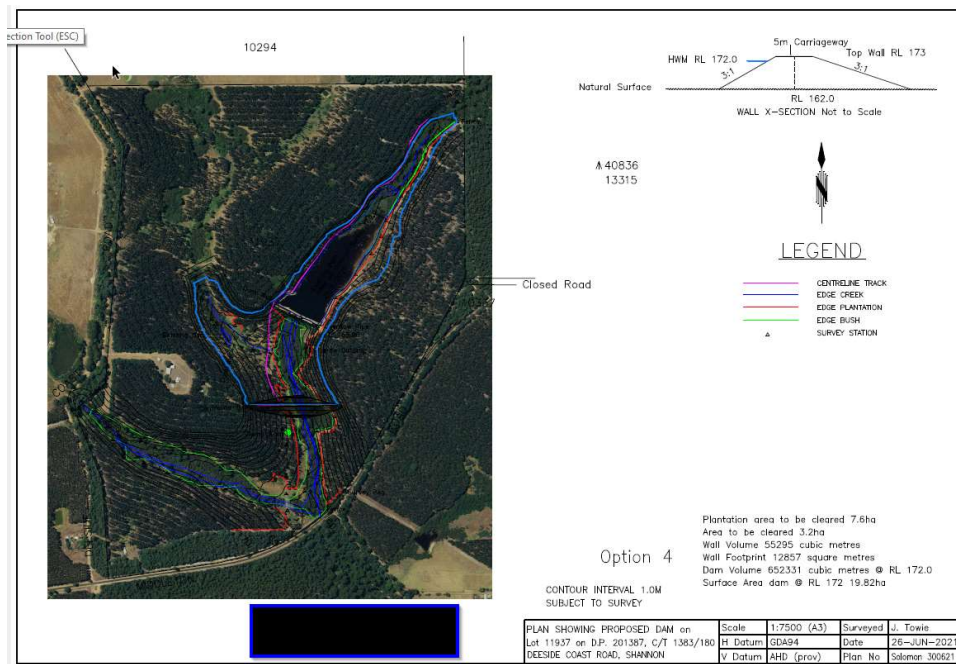 ection Tool (ESC)
10294
5m Carriageway
Top Wall RL 173
HWM RL 172.0
3:1
3:1
Natural Surface
RL 162.0
WALL X-SECTION Not to Scale
40836
13315
N
LEGEND
CENTRELINE TRACK
EDGE CREEK
EDGE PLANTATION
EDGE BUSH
SURVEY STATION
Closed Road
Option 4
CONTOUR INTERVAL 1.0M
SUBJECT TO SURVEY
Plantation area to be cleared 7.6ha
Area to be cleared 3.2ha
Wall Volume 55295 cubic metres
Wall Footprint 12857 square metres
Dam Volume 652331 cubic metres @ RL 172.0
Surface Area dam @ RL 172 19.82ha
PLAN SHOWING PROPOSED DAM on
Lot 11937 on D.P. 201387, C/T 1383/180
DEESIDE COAST ROAD, SHANNON
Scale 1:7500 (A3) Surveyed J. Towie
H Datum GDA94 Date 26-JUN-2021
V Datum AHD (prov) Plan No Solomon 300621